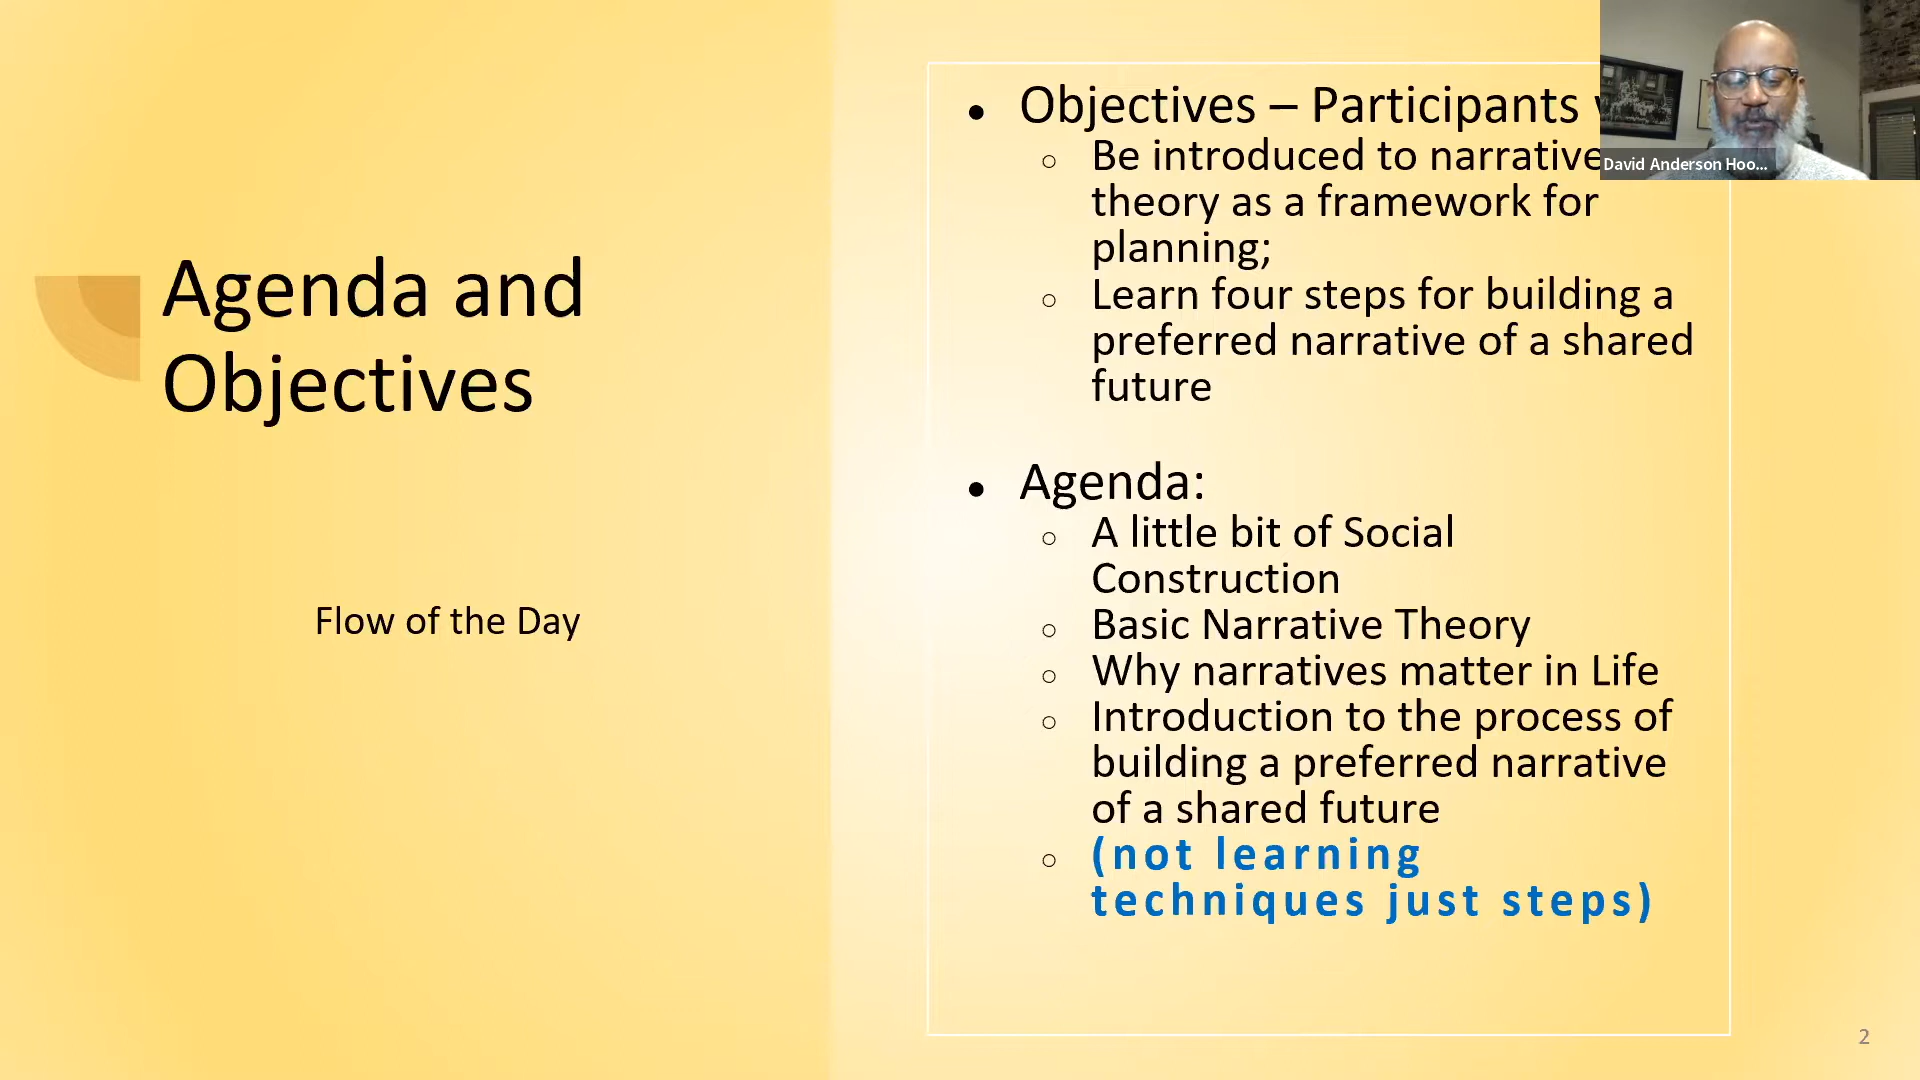 Agenda and
Objectives
Flow of the Day
• Objectives – Participants
○ Be introduced to narrative
theory as a framework for
planning;
○ Learn four steps for building a
preferred narrative of a shared
future
• Agenda:
○ A little bit of Social
Construction
○ Basic Narrative Theory
○ Why narratives matter in Life
○ Introduction to the process of
building a preferred narrative
of a shared future
○ (not learning
techniques just steps)
David Anderson Hoo...
2